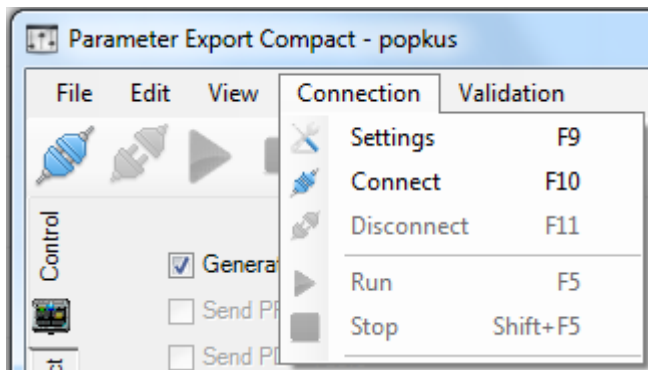 Parameter Export Compact - popkus
File Edit View Connection Validation
Settings F9
Connect F10
Disconnect F11
Run F5
Stop Shift+F5
Control
Send